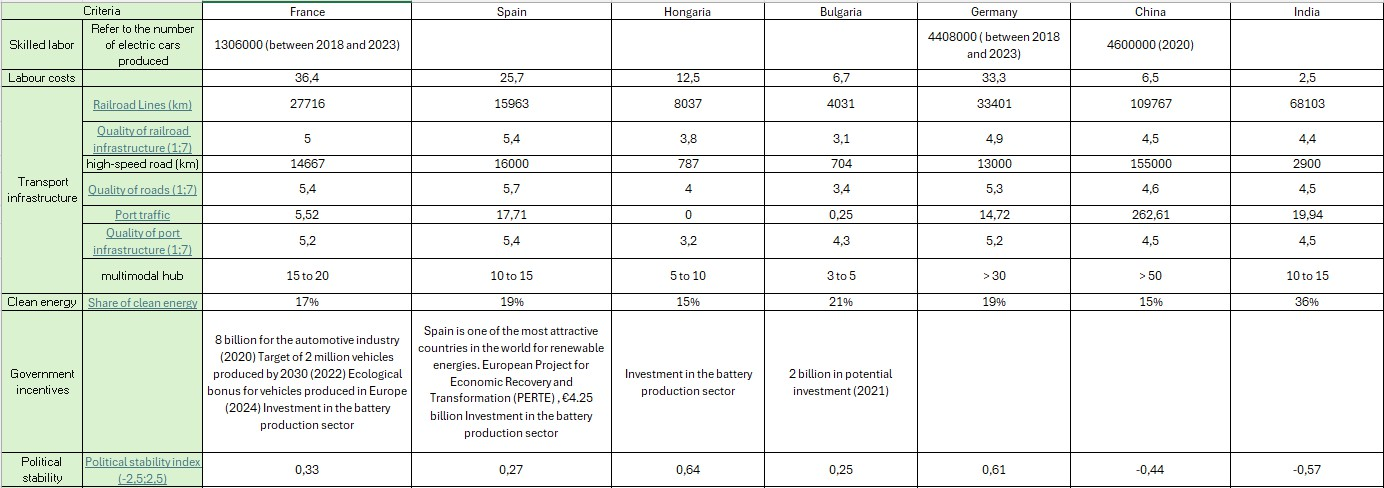 Criteria France Spain Hongaria Bulgaria Germany China India
Skilled labor Refer to the number of electric cars produced 1306000 (between 2018 and 2023) 4408000 ( between 2018 and 2023) 4600000 (2020)
Labour costs 36,4 25,7 12,5 6,7 33,3 6,5 2,5
Transport infrastructure
Railroad Lines (km) 27716 15963 8037 4031 33401 109767 68103
Quality of railroad infrastructure (1;7) 5 5,4 3,8 3,1 4,9 4,5 4,4
high-speed road (km) 14667 16000 787 704 13000 155000 2900
Quality of roads (1;7) 5,4 5,7 4 3,4 5,3 4,6 4,5
Port traffic 5,52 17,71 0 0,25 14,72 262,61 19,94
Quality of port infrastructure (1;7) 5,2 5,4 3,2 4,3 5,2 4,5 4,5
multimodal hub 15 to 20 10 to 15 5 to 10 3 to 5 > 30 > 50 10 to 15
Clean energy Share of clean energy 17% 19% 15% 21% 19% 15% 36%
Government incentives
8 billion for the automotive industry
(2020) Target of 2 million vehicles
produced by 2030 (2022) Ecological
bonus for vehicles produced in Europe
(2024) Investment in the battery
production sector
Spain is one of the most attractive
countries in the world for renewable
energies. European Project for
Economic Recovery and
Transformation (PERTE) , €4.25
billion Investment in the battery
production sector
Investment in the battery
production sector
2 billion in potential
investment (2021)
Political stability Political stability index (-2,5;2,5) 0,33 0,27 0,64 0,25 0,61 -0,44 -0,57